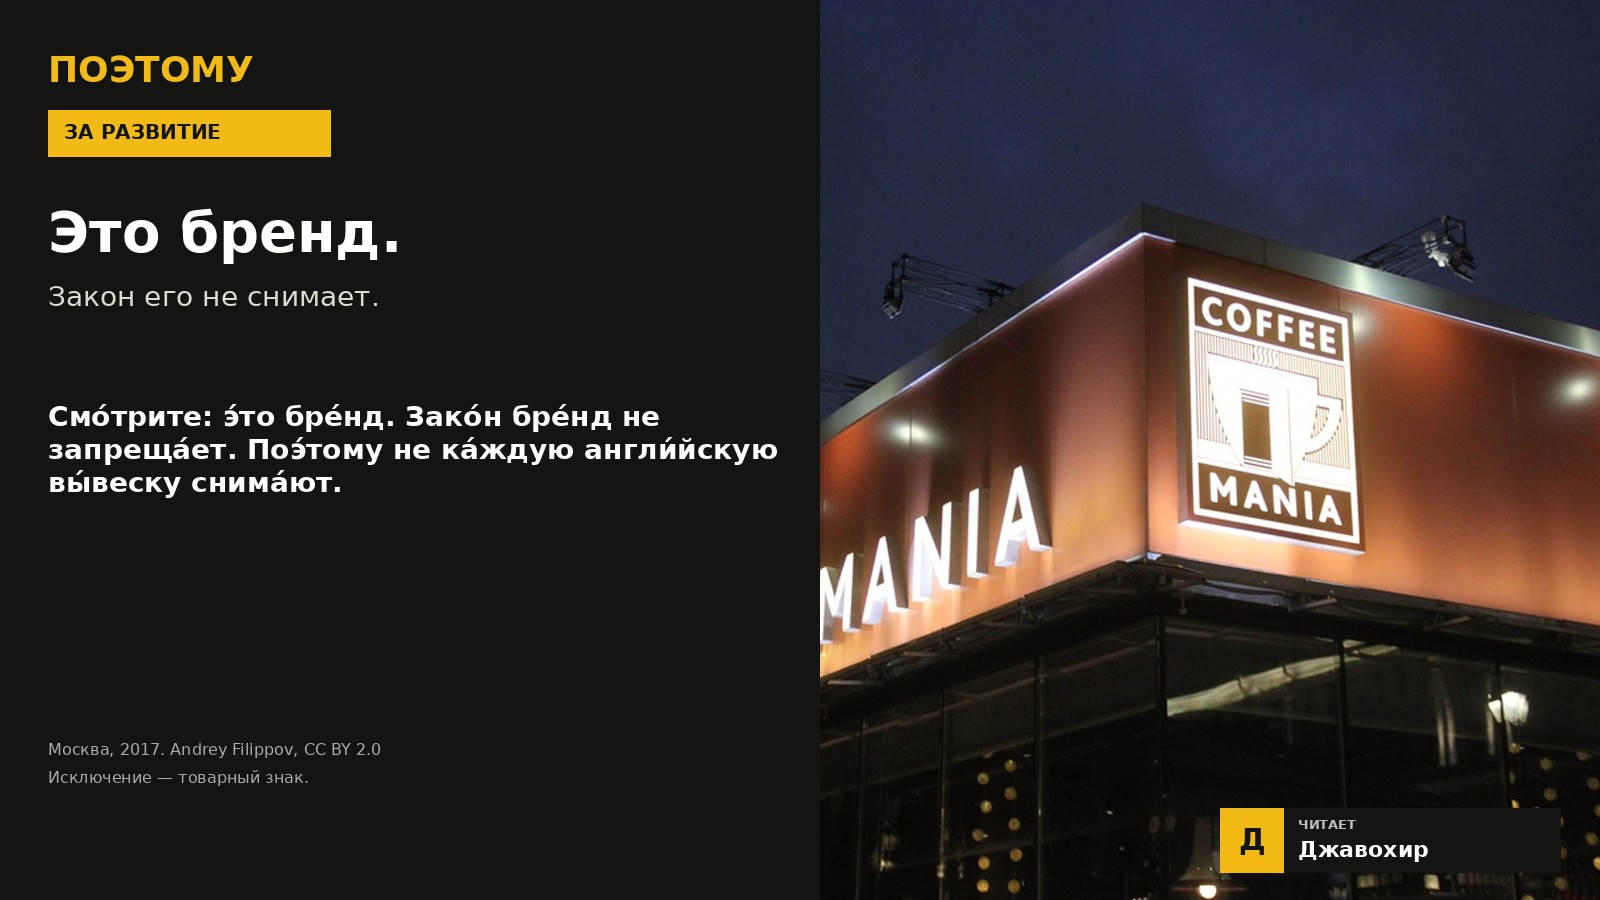 ПОЭТОМУ
ЗА РАЗВИТИЕ
Это бренд.
Закон его не снимает.
Смо́трите: э́то бре́нд. Зако́н бре́нд не
запреща́ет. Поэ́тому не ка́ждую англи́йскую
вы́веску снима́ют.
Москва, 2017. Andrey Filippov, CC BY 2.0
Исключение — товарный знак.
COFFEE
MANIA
MANIA
ЧИТАЕТ
Д
Джавохир